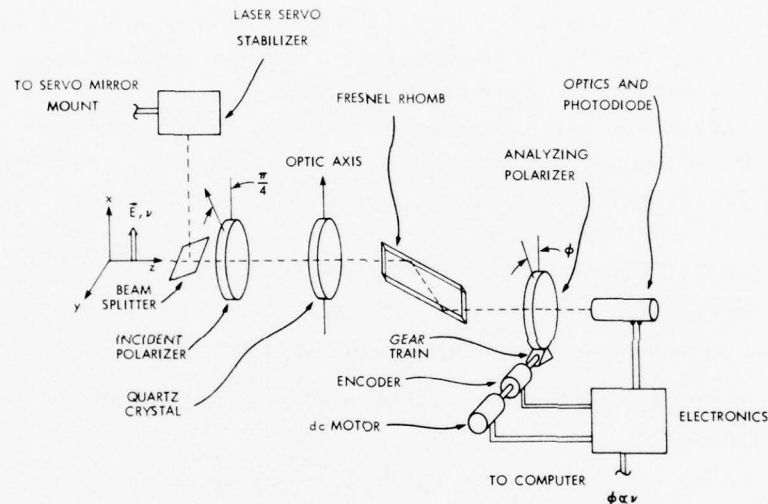 LASER SERVO
STABILIZER
TO SERVO MIRROR
MOUNT
FRESNEL RHOMB
OPTICS AND
PHOTODIODE
OPTIC AXIS
ANALYZING
POLARIZER
π
4
x
E⃗, ν
z
y
ϕ
BEAM
SPLITTER
INCIDENT
POLARIZER
QUARTZ
CRYSTAL
GEAR
TRAIN
ENCODER
dc MOTOR
ELECTRONICS
TO COMPUTER
ϕ α ν